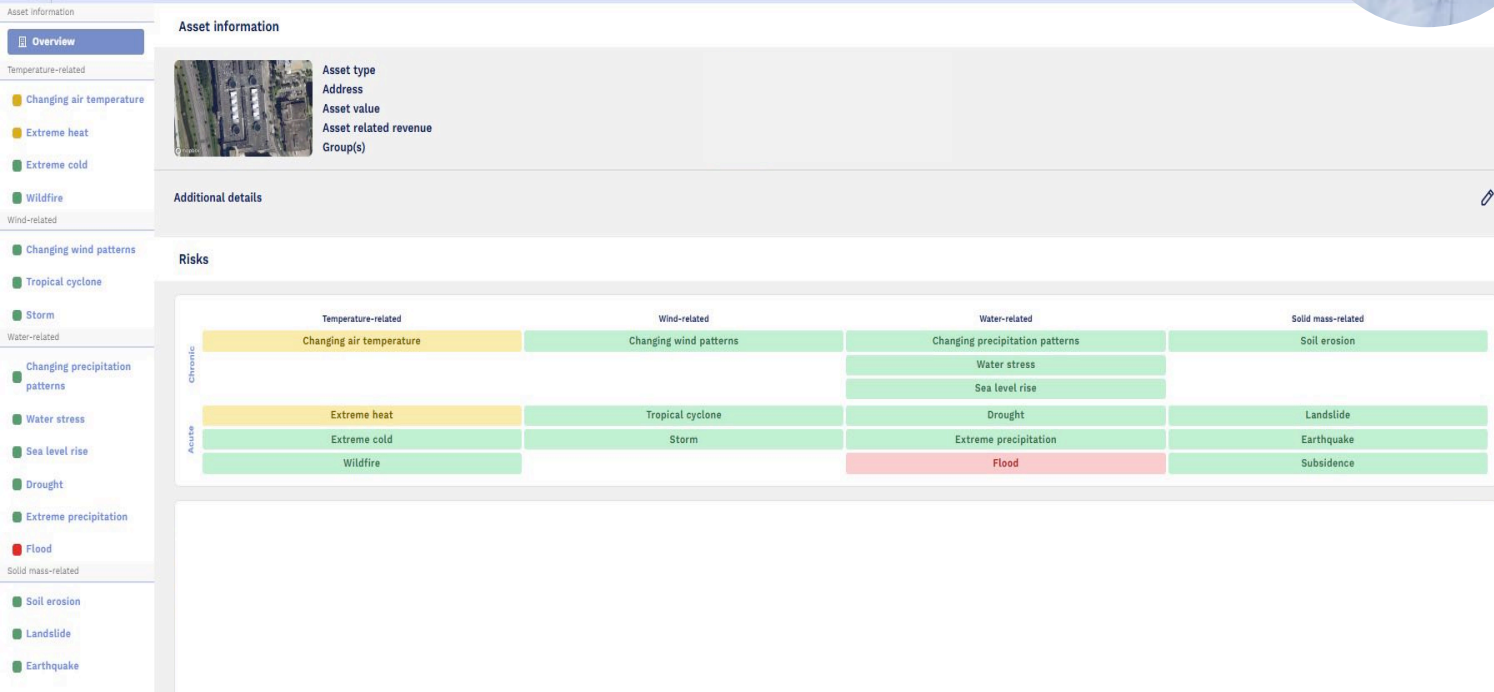 Asset information
Overview
Temperature-related
Changing air temperature
Extreme heat
Extreme cold
Wildfire
Wind-related
Changing wind patterns
Tropical cyclone
Storm
Water-related
Changing precipitation
patterns
Water stress
Sea level rise
Drought
Extreme precipitation
Flood
Solid mass-related
Soil erosion
Landslide
Earthquake
Asset information
Asset type
Address
Asset value
Asset related revenue
Group(s)
Additional details
Risks
Temperature-related Wind-related Water-related Solid mass-related
Chronic
Changing air temperature Changing wind patterns Changing precipitation patterns Soil erosion
Water stress
Sea level rise
Acute
Extreme heat Tropical cyclone Drought Landslide
Extreme cold Storm Extreme precipitation Earthquake
Wildfire Flood Subsidence